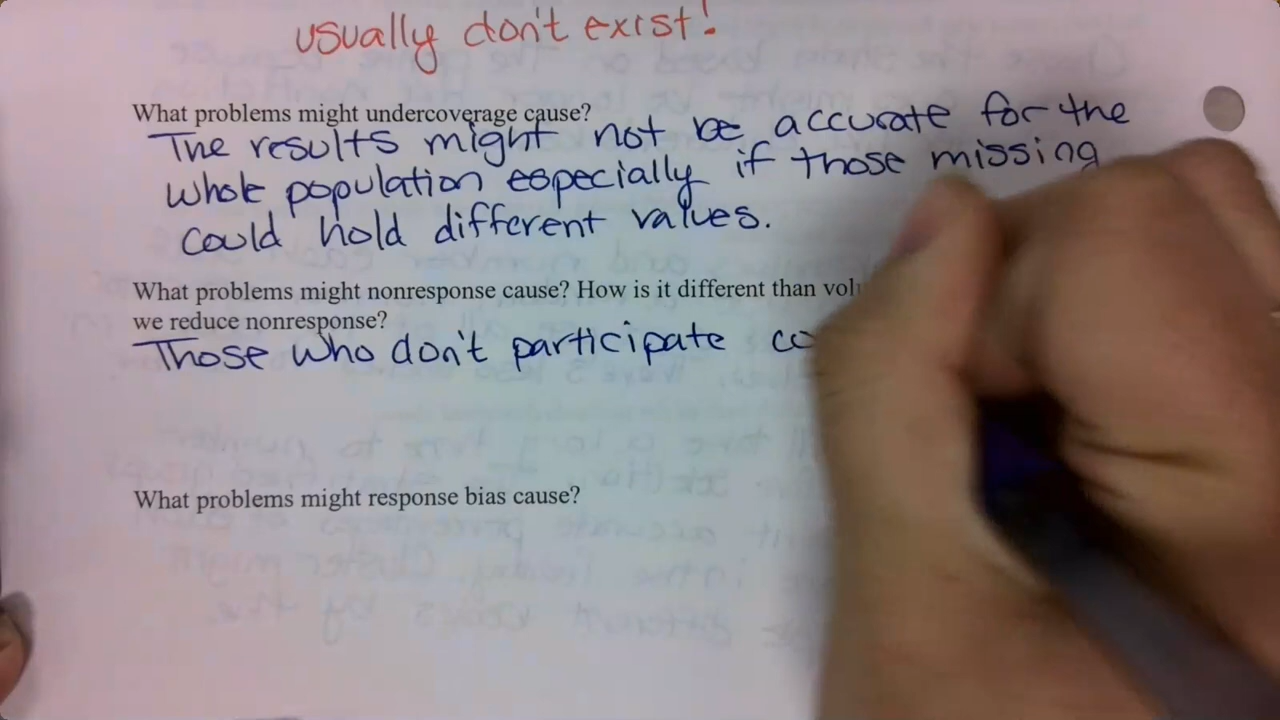 usually don't exist!
What problems might undercoverage cause?
The results might not be accurate for the
whole population especially if those missing
could hold different values.
What problems might nonresponse cause? How is it different than
we reduce nonresponse?
Those who don't participate
What problems might response bias cause?